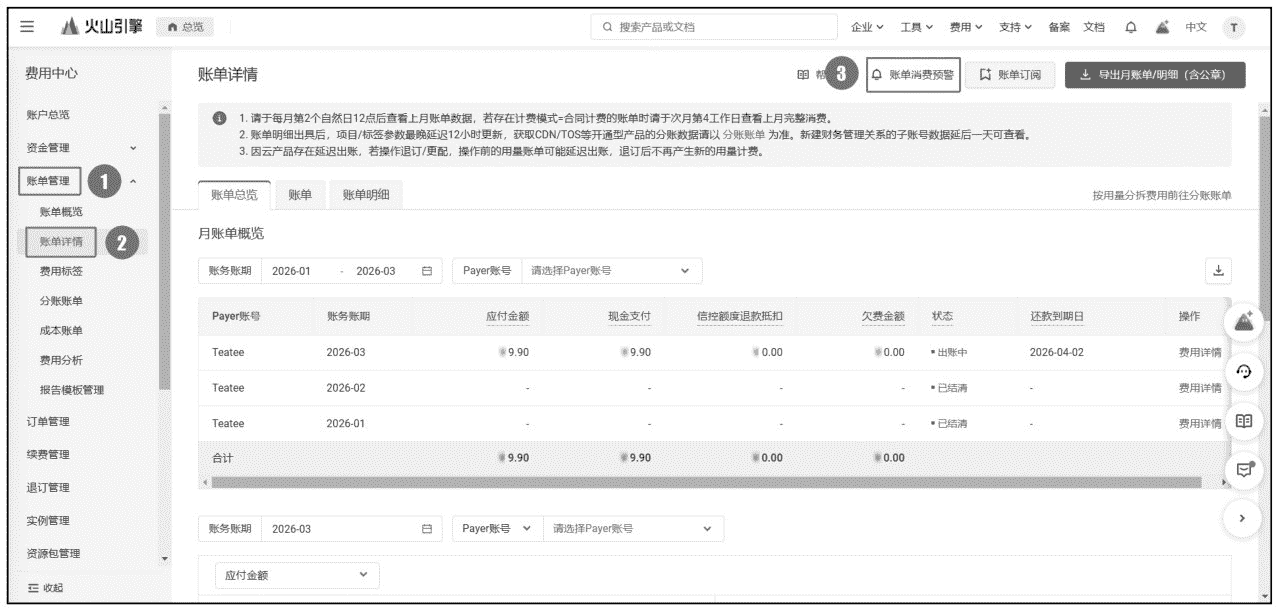 火山引擎
总览
搜索产品或文档
企业
工具
费用
支持
备案
文档
中文
T
费用中心
账户总览
资金管理
账单管理
1
账单概览
账单详情
2
费用标签
分账账单
成本账单
费用分析
报告模板管理
订单管理
续费管理
退订管理
实例管理
资源包管理
收起
账单详情
3
账单消费预警
账单订阅
导出月账单/明细（含公章）
1. 请于每月第2个自然日12点后查看上月账单数据，若存在计费模式=合同计费的账单时请于次月第4工作日查看上月完整消费。
2. 账单明细出具后，项目/标签参数最晚延迟12小时更新，获取CDN/TOS等开通型产品的分账数据请以 分账账单 为准。新建财务管理关系的子账号数据延后一天可查看。
3. 因云产品存在延迟出账，若操作退订/更配，操作前的用量账单可能延迟出账，退订后不再产生新的用量计费。
账单总览
账单
账单明细
按用量分拆费用前往分账账单
月账单概览
账务账期 2026-01 - 2026-03
Payer账号 请选择Payer账号
Payer账号 账务账期 应付金额 现金支付 信控额度退款抵扣 欠费金额 状态 还款到期日 操作
Teatee 2026-03 ¥9.90 ¥9.90 ¥0.00 ¥0.00 出账中 2026-04-02 费用详情
Teatee 2026-02 - - - - 已结清 - 费用详情
Teatee 2026-01 - - - - 已结清 - 费用详情
合计 ¥9.90 ¥9.90 ¥0.00 ¥0.00
账务账期 2026-03
Payer账号 请选择Payer账号
应付金额